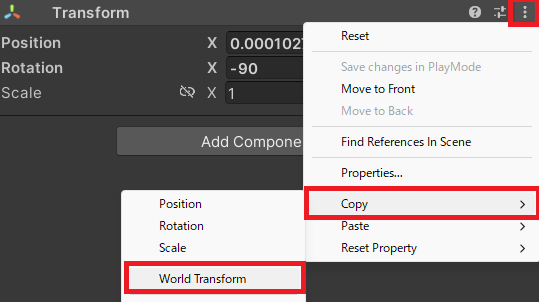 Transform
Position X 0.000102
Rotation X -90
Scale X 1
Add Compone
Reset
Save changes in PlayMode
Move to Front
Move to Back
Find References In Scene
Properties...
Copy
Paste
Reset Property
Position
Rotation
Scale
World Transform